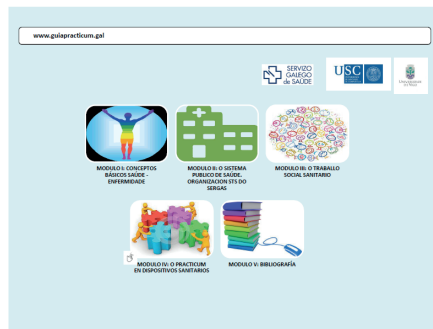 www.guiapracticum.gal
SERVIZO
GALEGO
de SAÚDE
USC
MODULO I: CONCEPTOS
BÁSICOS SAÚDE -
ENFERMIDADE
MODULO II: O SISTEMA
PUBLICO DE SAÚDE.
ORGANIZACION STS DO
SERGAS
MODULO III: O TRABALLO
SOCIAL SANITARIO
MODULO IV: O PRACTICUM
EN DISPOSITIVOS SANITARIOS
MODULO V: BIBLIOGRAFÍA